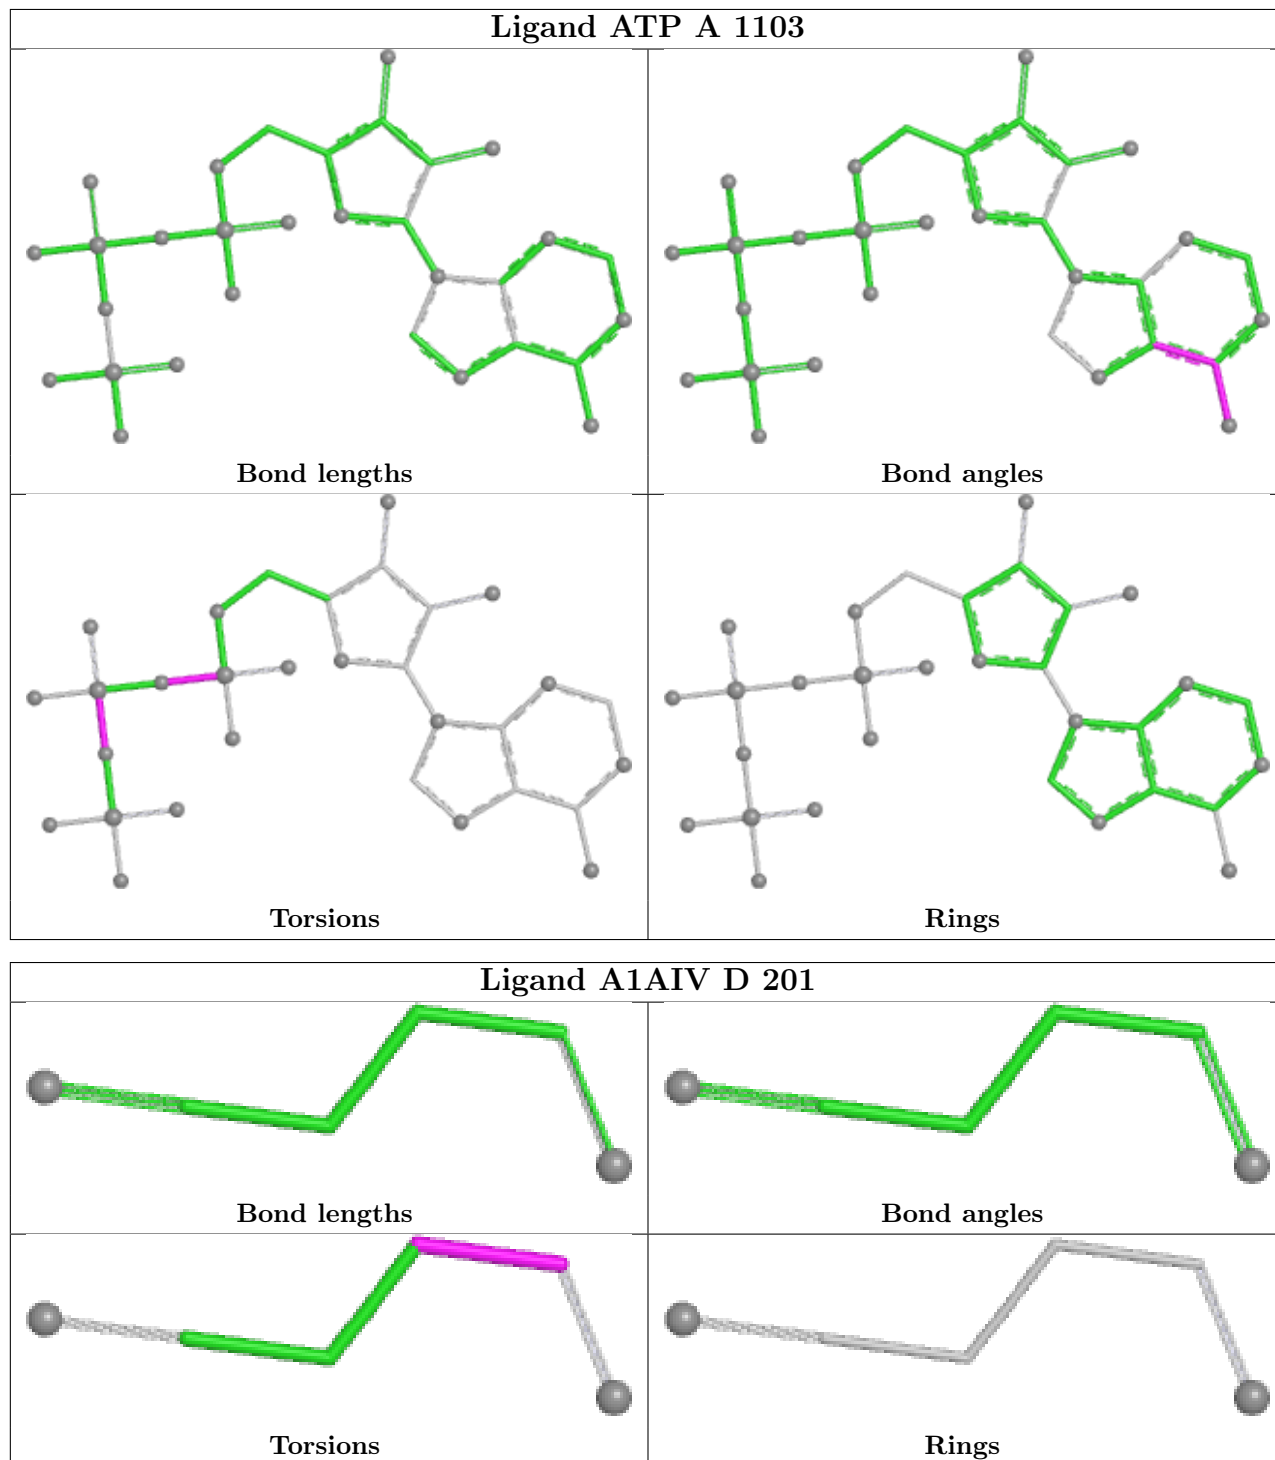 Ligand ATP A 1103
Bond lengths
Bond angles
Torsions
Rings
Ligand A1AIV D 201
Bond lengths
Bond angles
Torsions
Rings